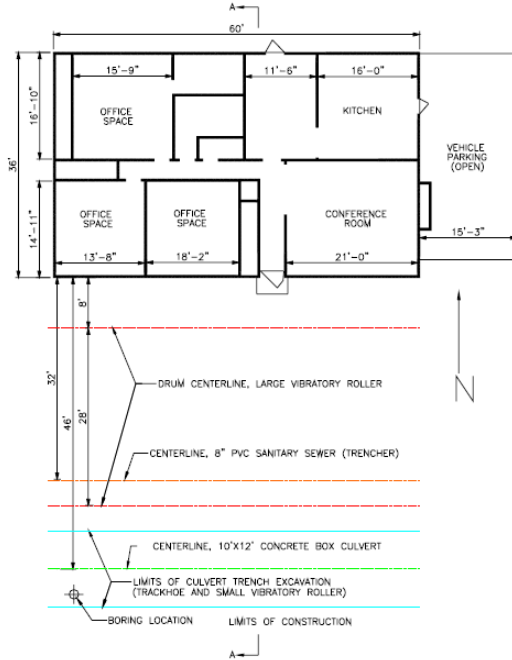 A
60'
15'-9"
11'-6"
16'-0"
16'-10"
OFFICE
SPACE
KITCHEN
36'
VEHICLE
PARKING
(OPEN)
14'-11"
OFFICE
SPACE
OFFICE
SPACE
CONFERENCE
ROOM
13'-8"
18'-2"
21'-0"
15'-3"
8'
N
32'
46'
28'
DRUM CENTERLINE, LARGE VIBRATORY ROLLER
CENTERLINE, 8" PVC SANITARY SEWER (TRENCHER)
CENTERLINE, 10'X12' CONCRETE BOX CULVERT
LIMITS OF CULVERT TRENCH EXCAVATION
(TRACKHOE AND SMALL VIBRATORY ROLLER)
BORING LOCATION
LIMITS OF CONSTRUCTION
A